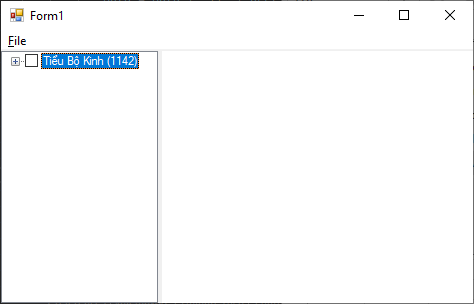 Form1
File
Tiểu Bộ Kinh (1142)